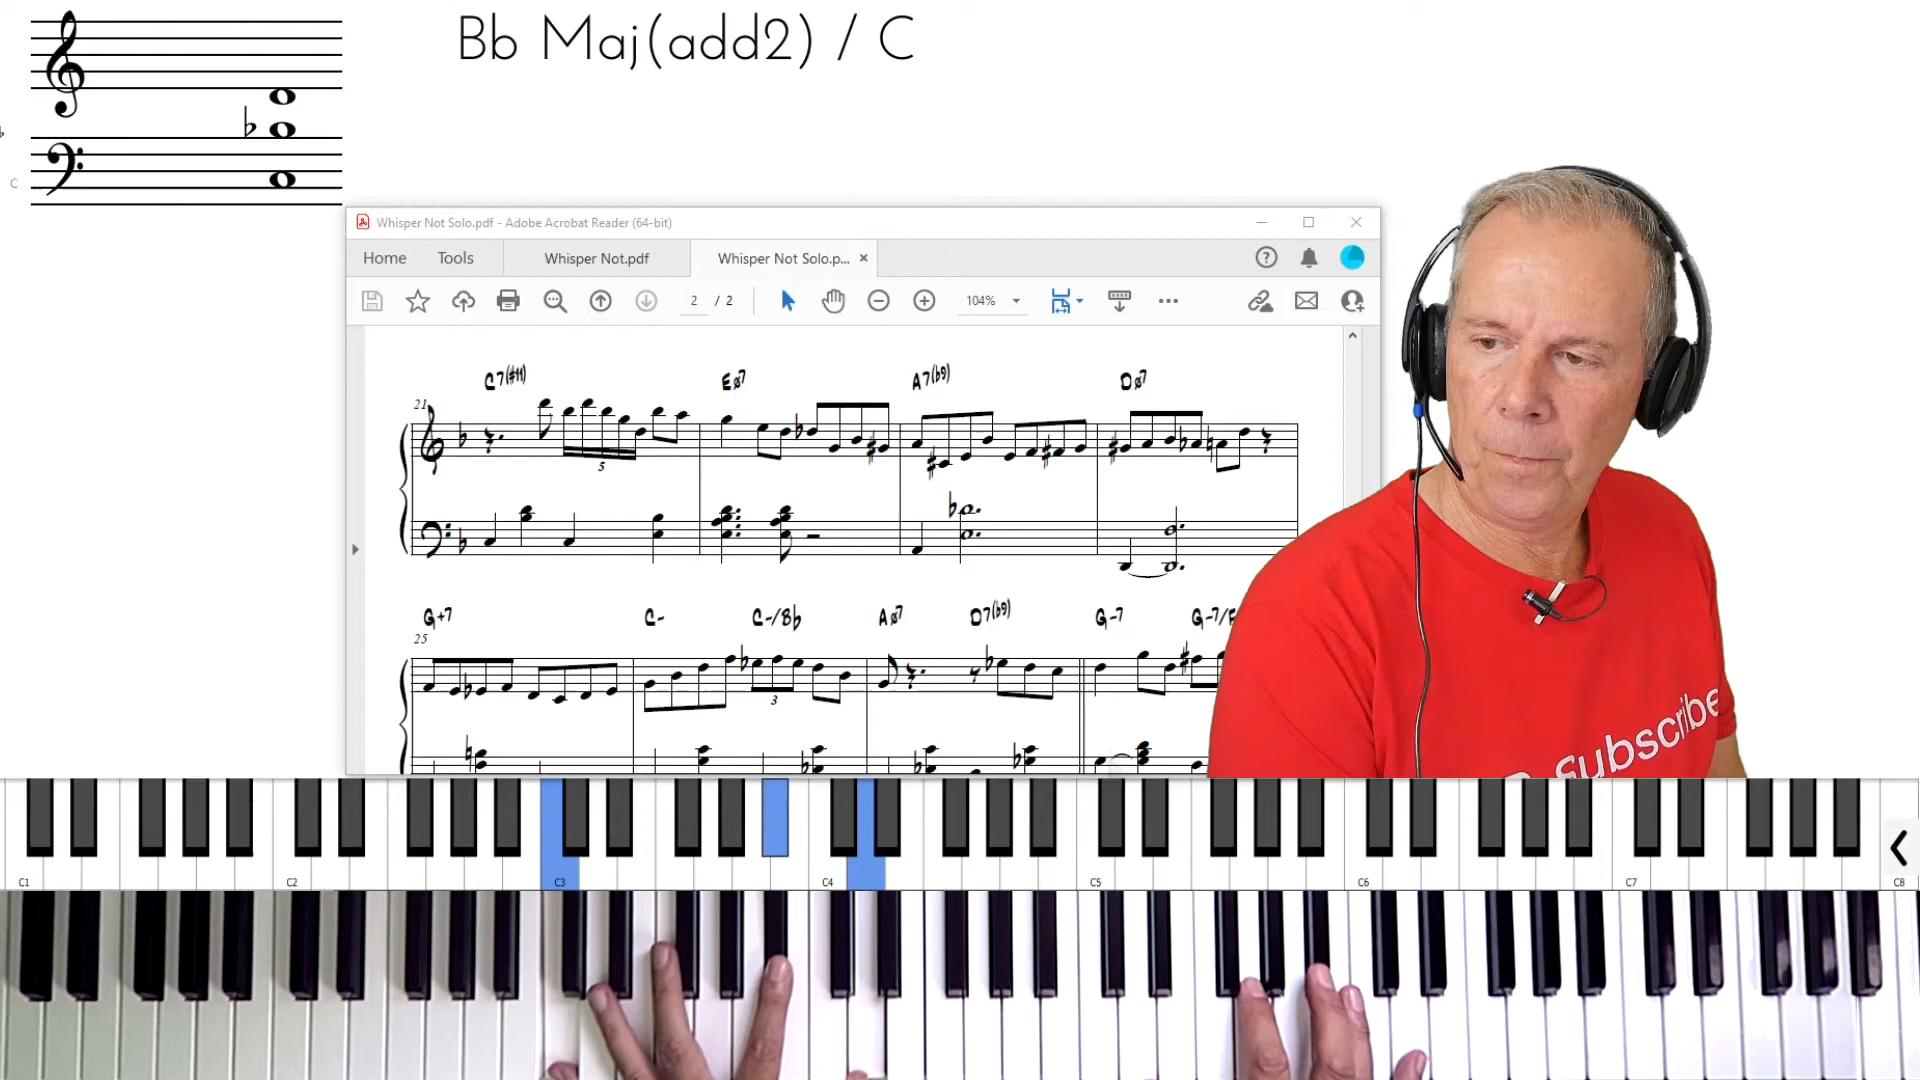 Bb Maj(add2) / C
C
Whisper Not Solo.pdf - Adobe Acrobat Reader (64-bit)
Home Tools Whisper Not.pdf Whisper Not Solo.p...
2 / 2 104%
C7(#11) Eø7 A7(b9) Dø7
21
5
G+7 C- C-/Bb Aø7 D7(b9) G-7
25
3
Subscribe
C1 C2 C3 C4 C5 C6 C7 C8